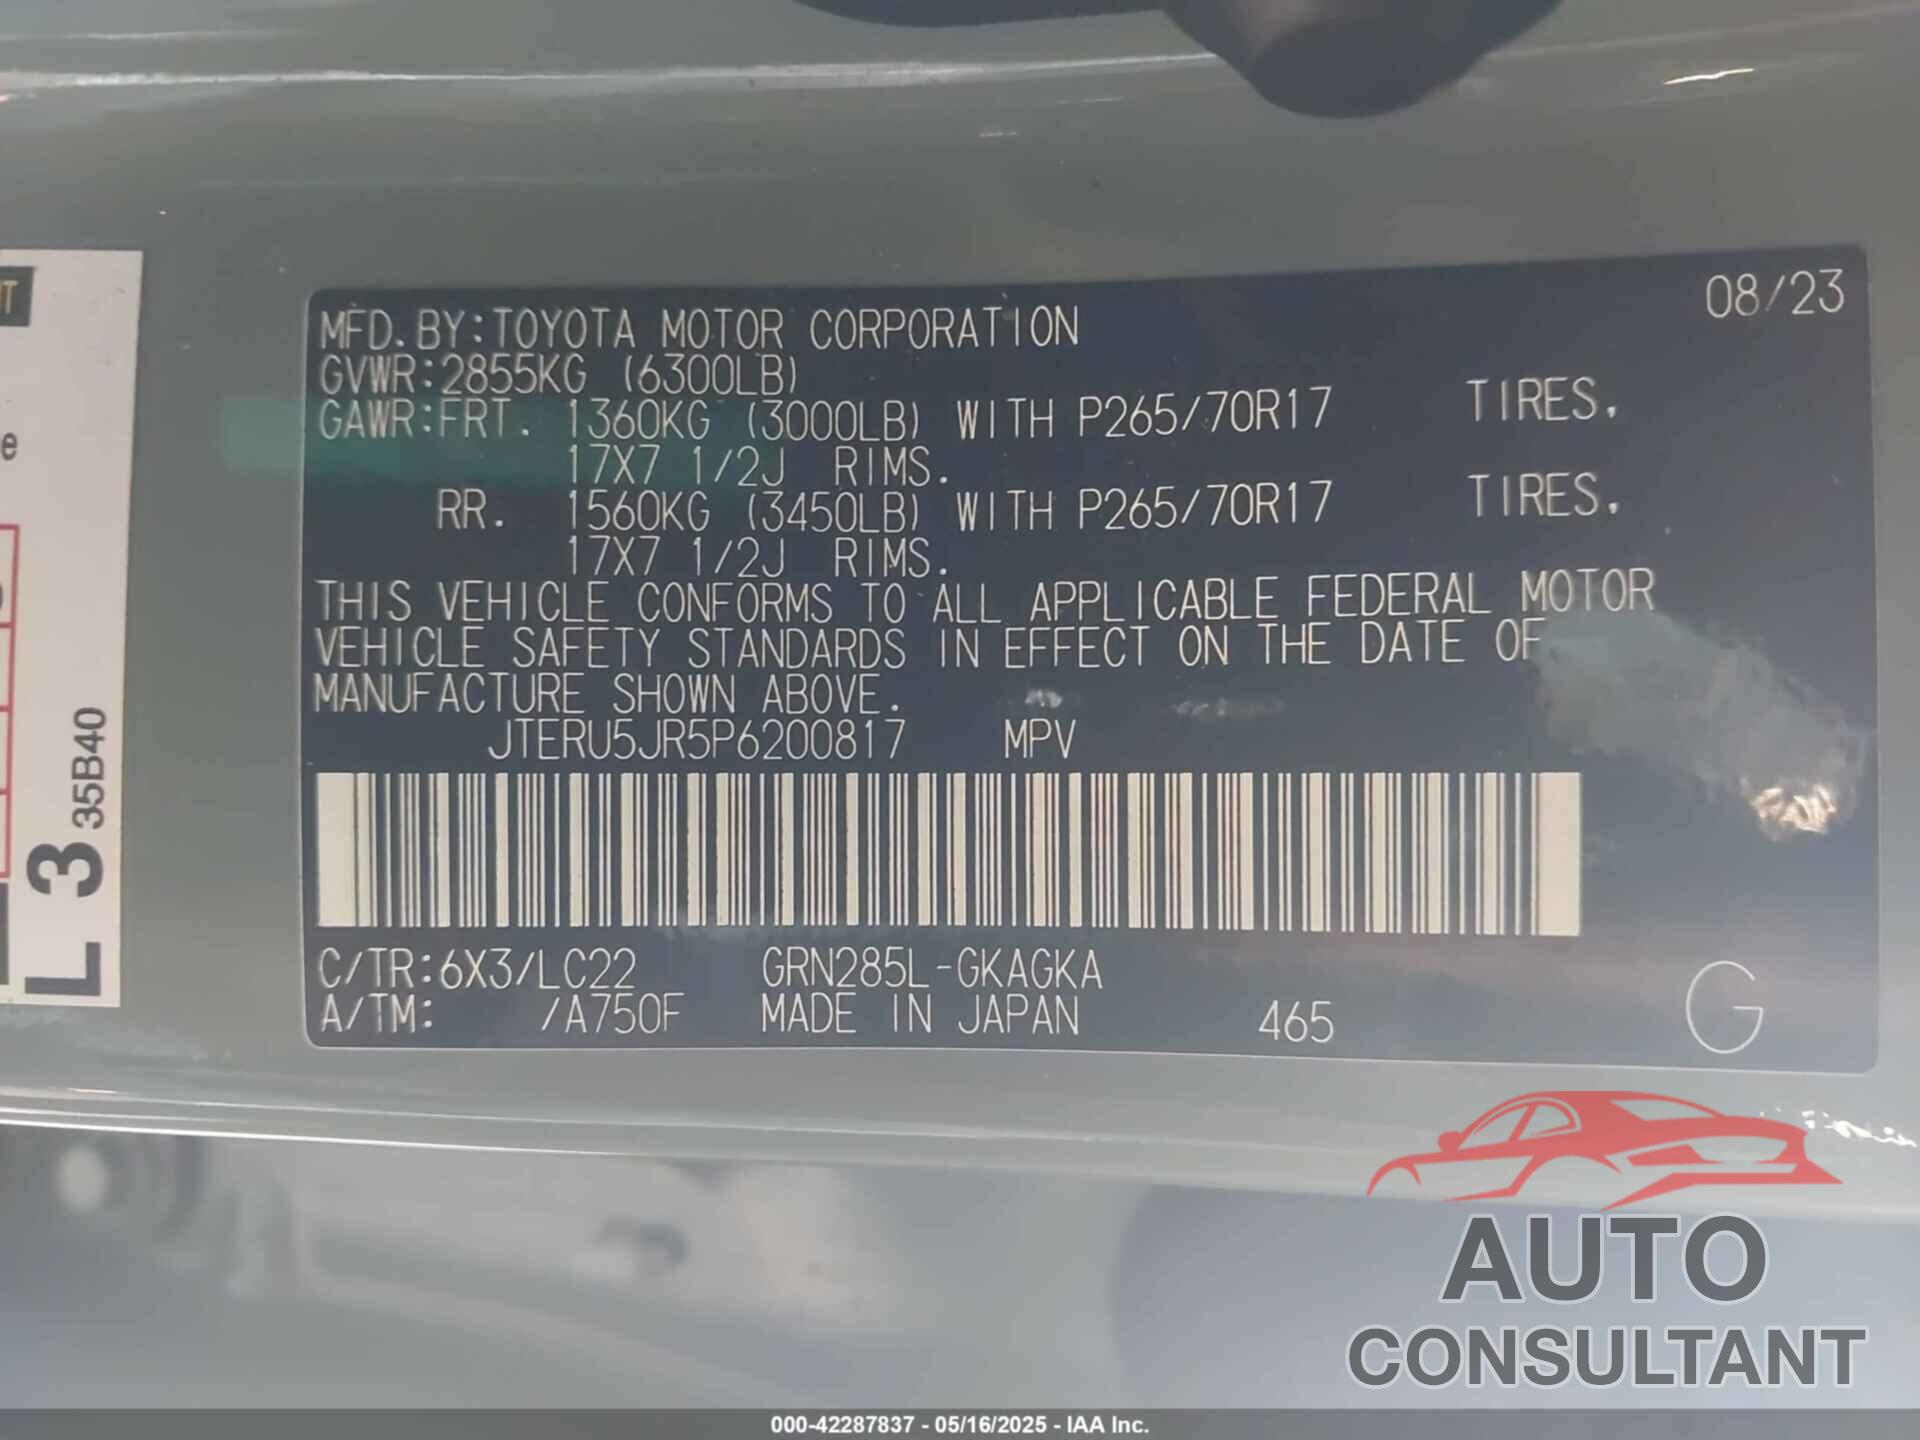 MFD.BY:TOYOTA MOTOR CORPORATION 08/23
GVWR:2855KG (6300LB)
GAWR:FRT. 1360KG (3000LB) WITH P265/70R17 TIRES.
17X7 1/2J RIMS.
RR. 1560KG (3450LB) WITH P265/70R17 TIRES.
17X7 1/2J RIMS.
THIS VEHICLE CONFORMS TO ALL APPLICABLE FEDERAL MOTOR
VEHICLE SAFETY STANDARDS IN EFFECT ON THE DATE OF
MANUFACTURE SHOWN ABOVE.
JTERU5JR5P6200817 MPV
C/TR:6X3/LC22 GRN285L-GKAGKA
A/TM: /A750F MADE IN JAPAN 465 G
L 3 35B40
AUTO
CONSULTANT
000-42287837 - 05/16/2025 - IAA Inc.